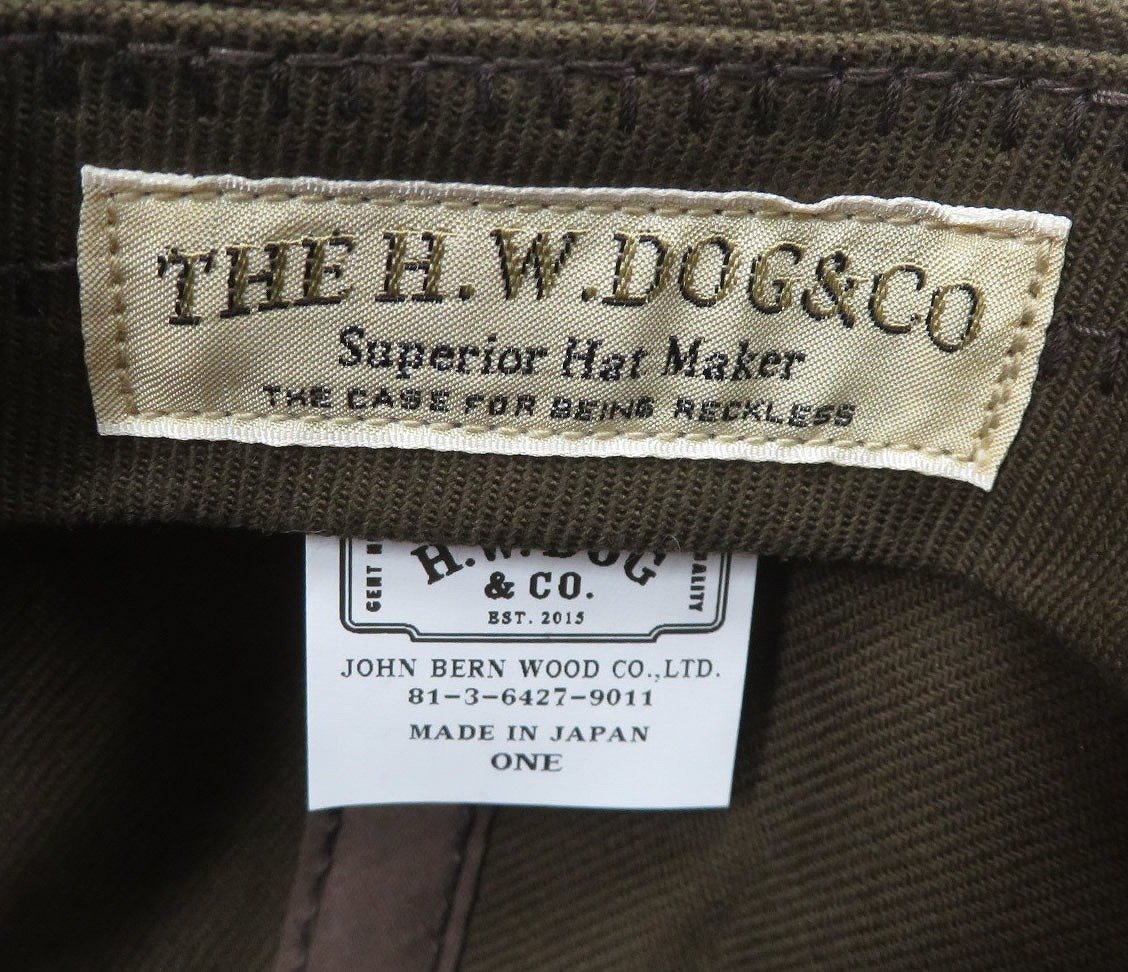 THE H.W.DOG&CO
Superior Hat Maker
THE CASE FOR BEING RECKLESS
H.W.DOG
& CO.
EST. 2015
GENT
JOHN BERN WOOD CO.,LTD.
81-3-6427-9011
MADE IN JAPAN
ONE